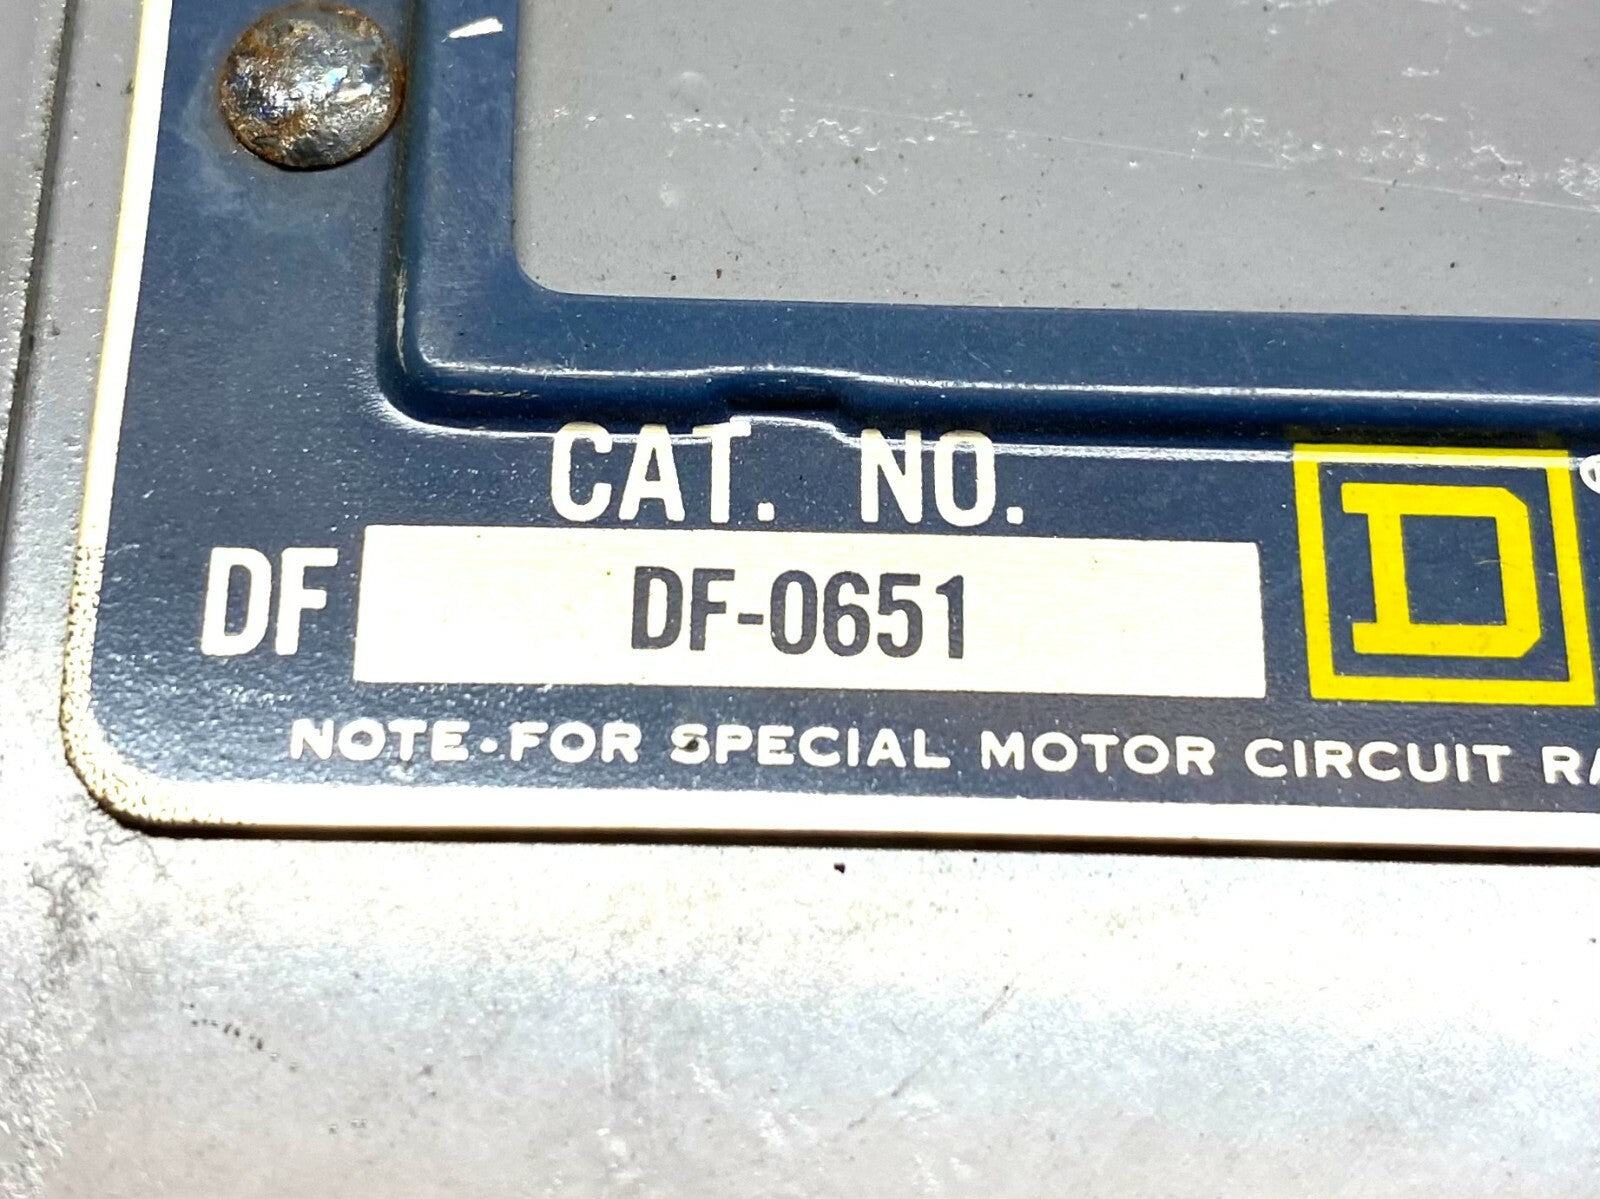 CAT. NO.
DF DF-0651
D
NOTE-FOR SPECIAL MOTOR CIRCUIT